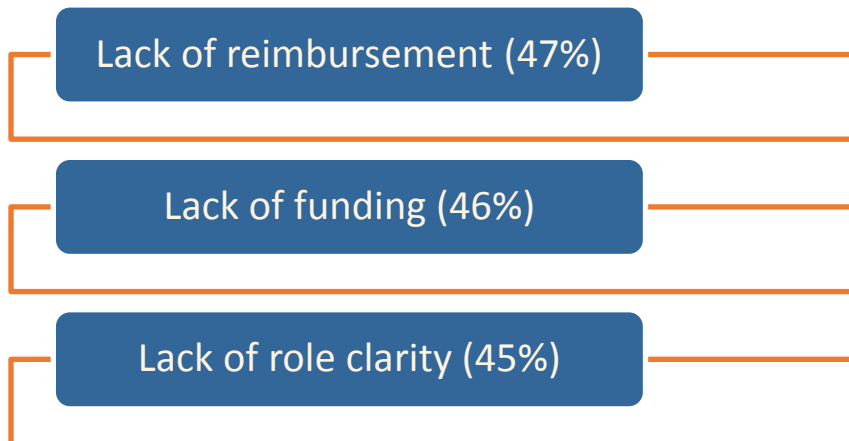 Lack of reimbursement (47%)
Lack of funding (46%)
Lack of role clarity (45%)